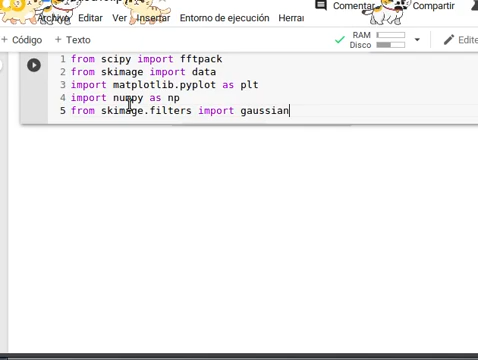 Comentar
Compartir
Archivo Editar Ver Insertar Entorno de ejecución Herra
+ Código + Texto
RAM
Disco
1 from scipy import fftpack
2 from skimage import data
3 import matplotlib.pyplot as plt
4 import numpy as np
5 from skimage.filters import gaussian